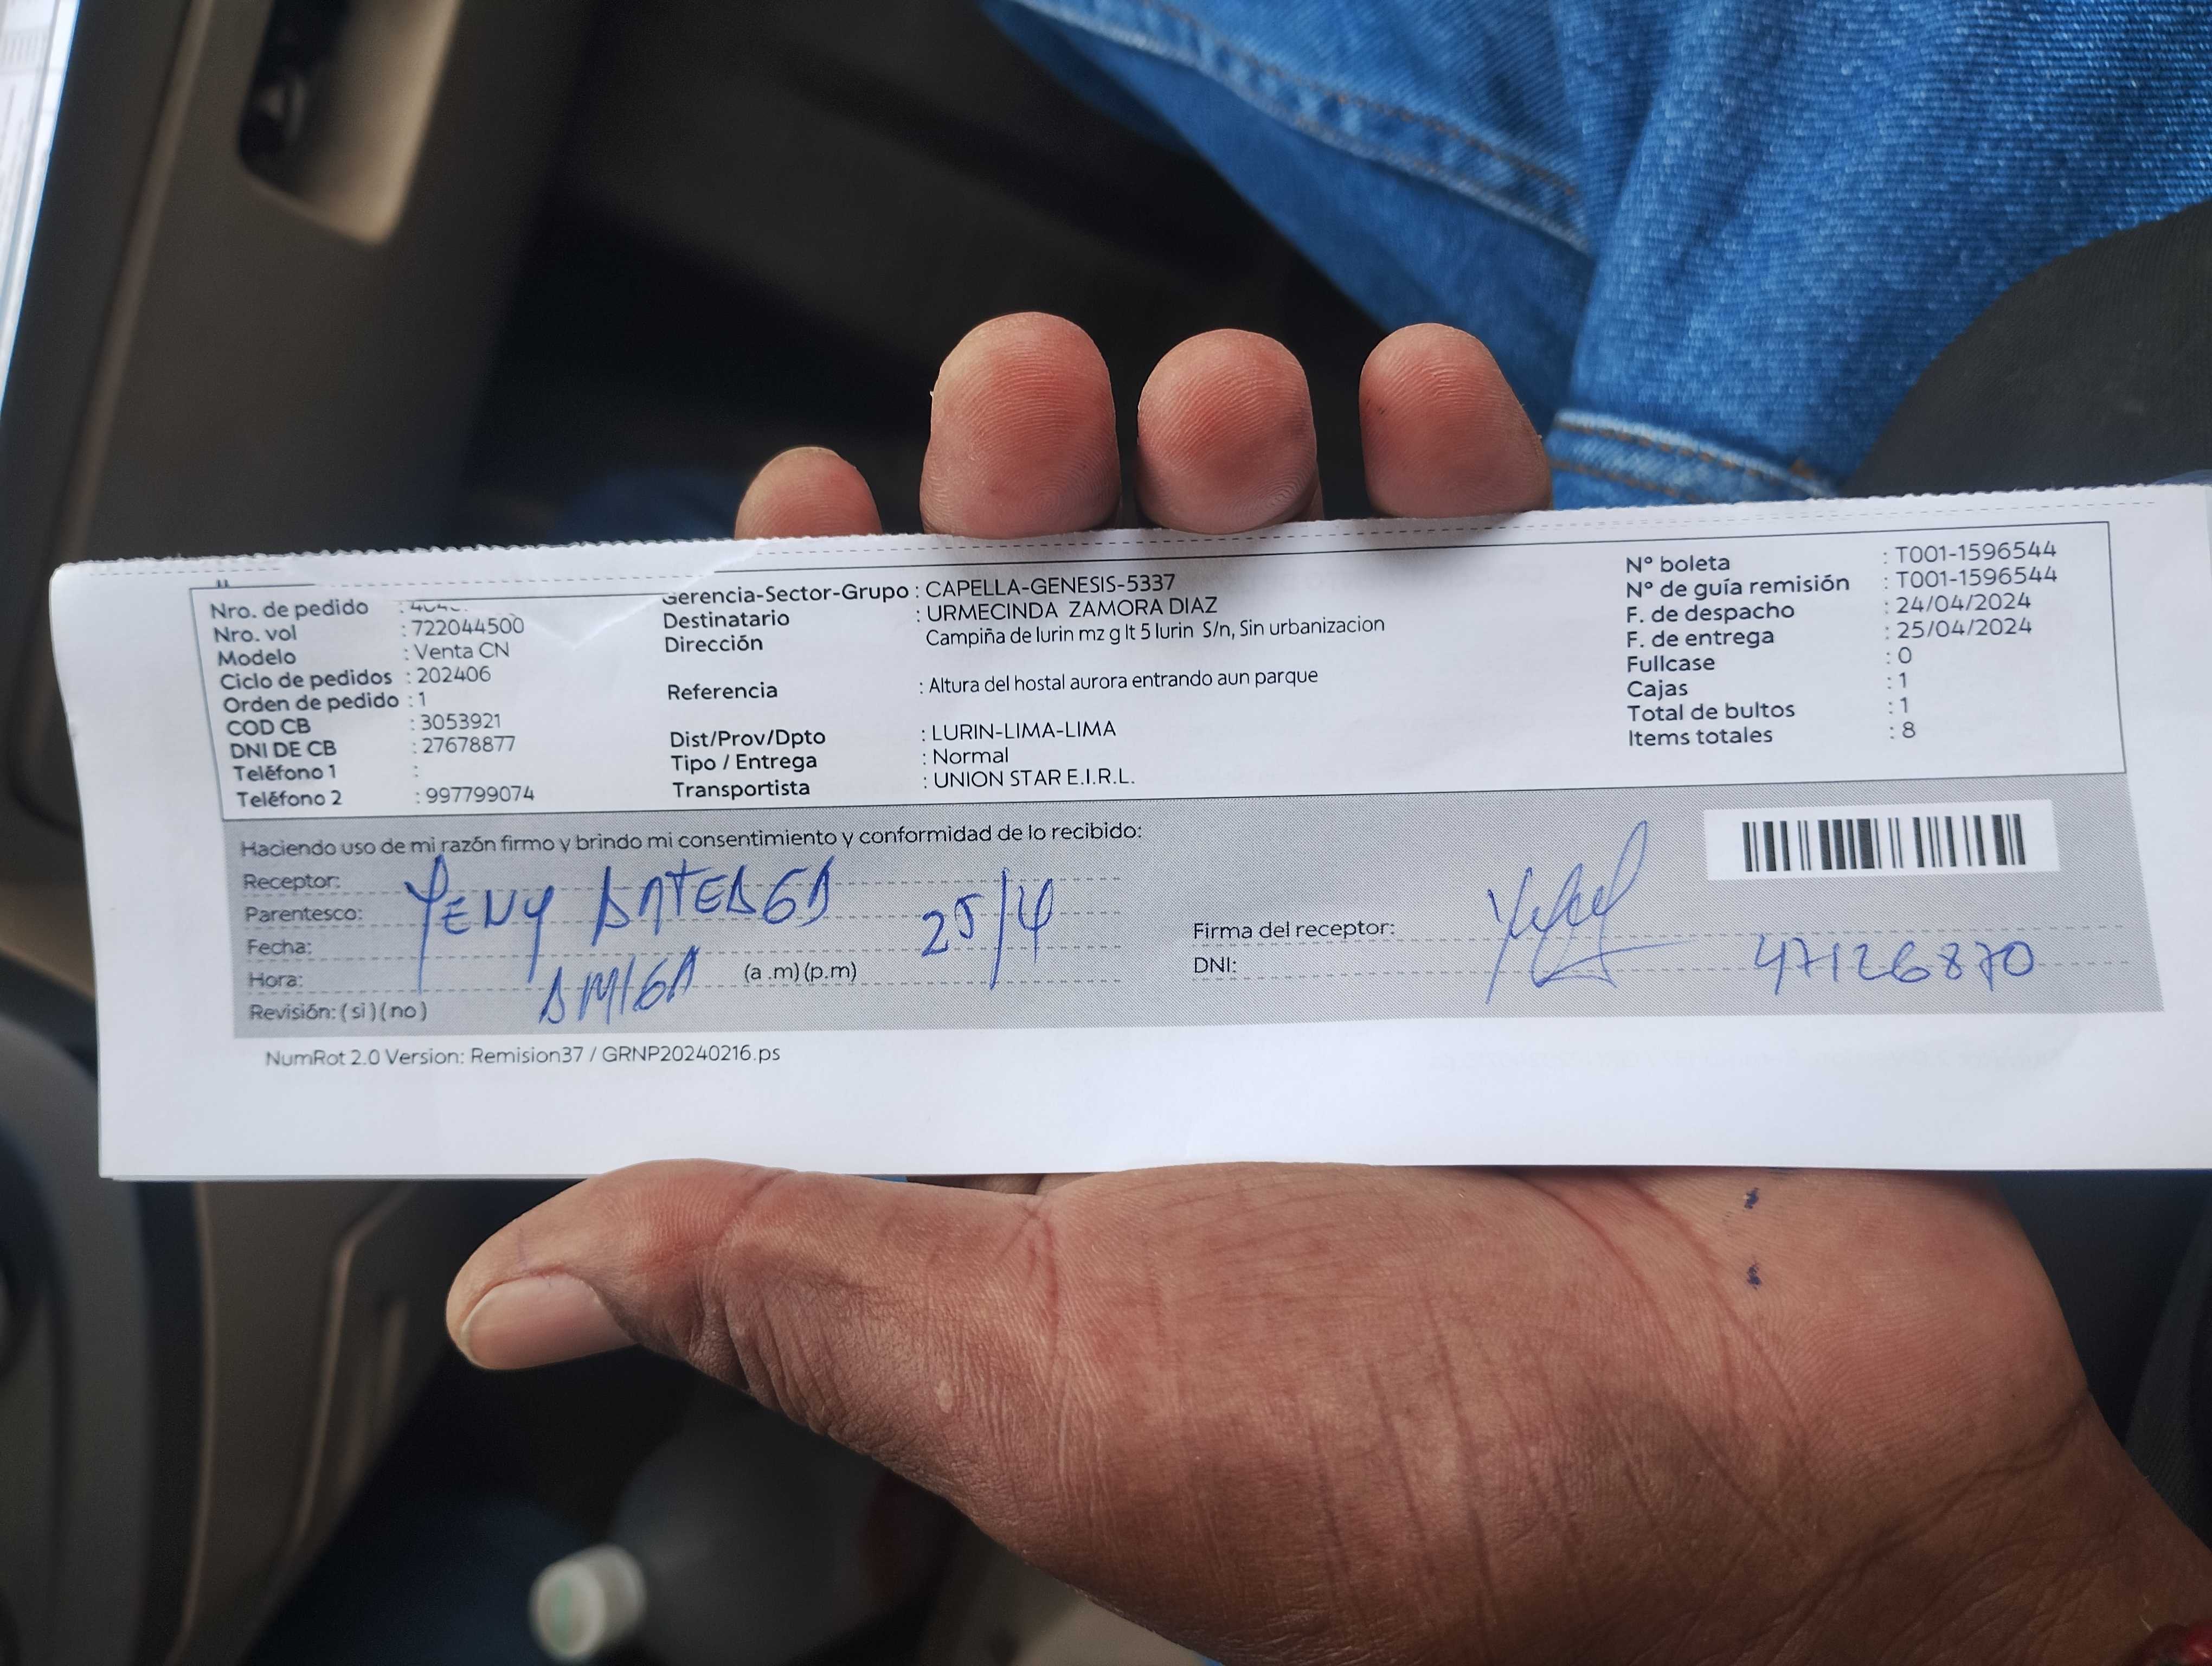 Nro. de pedido :
Nro. vol : 722044500
Modelo : Venta CN
Ciclo de pedidos : 202406
Orden de pedido : 1
COD CB : 3053921
DNI DE CB : 27678877
Teléfono 1 :
Teléfono 2 : 997799074
Gerencia-Sector-Grupo : CAPELLA-GENESIS-5337
Destinatario : URMECINDA ZAMORA DIAZ
Dirección Campiña de lurin mz g lt 5 lurin S/n, Sin urbanizacion
Referencia : Altura del hostal aurora entrando aun parque
Dist/Prov/Dpto : LURIN-LIMA-LIMA
Tipo / Entrega : Normal
Transportista : UNION STAR E.I.R.L.
N° boleta : T001-1596544
N° de guía remisión : T001-1596544
F. de despacho : 24/04/2024
F. de entrega : 25/04/2024
Fullcase : 0
Cajas : 1
Total de bultos : 1
Items totales : 8
Haciendo uso de mi razón firmo y brindo mi consentimiento y conformidad de lo recibido:
Receptor:
Parentesco: YENY 25/4
Fecha:
Hora: AMIGA (a .m) (p.m)
Revisión: ( si ) ( no )
Firma del receptor:
DNI: 47126870
NumRot 2.0 Version: Remision37 / GRNP20240216.ps